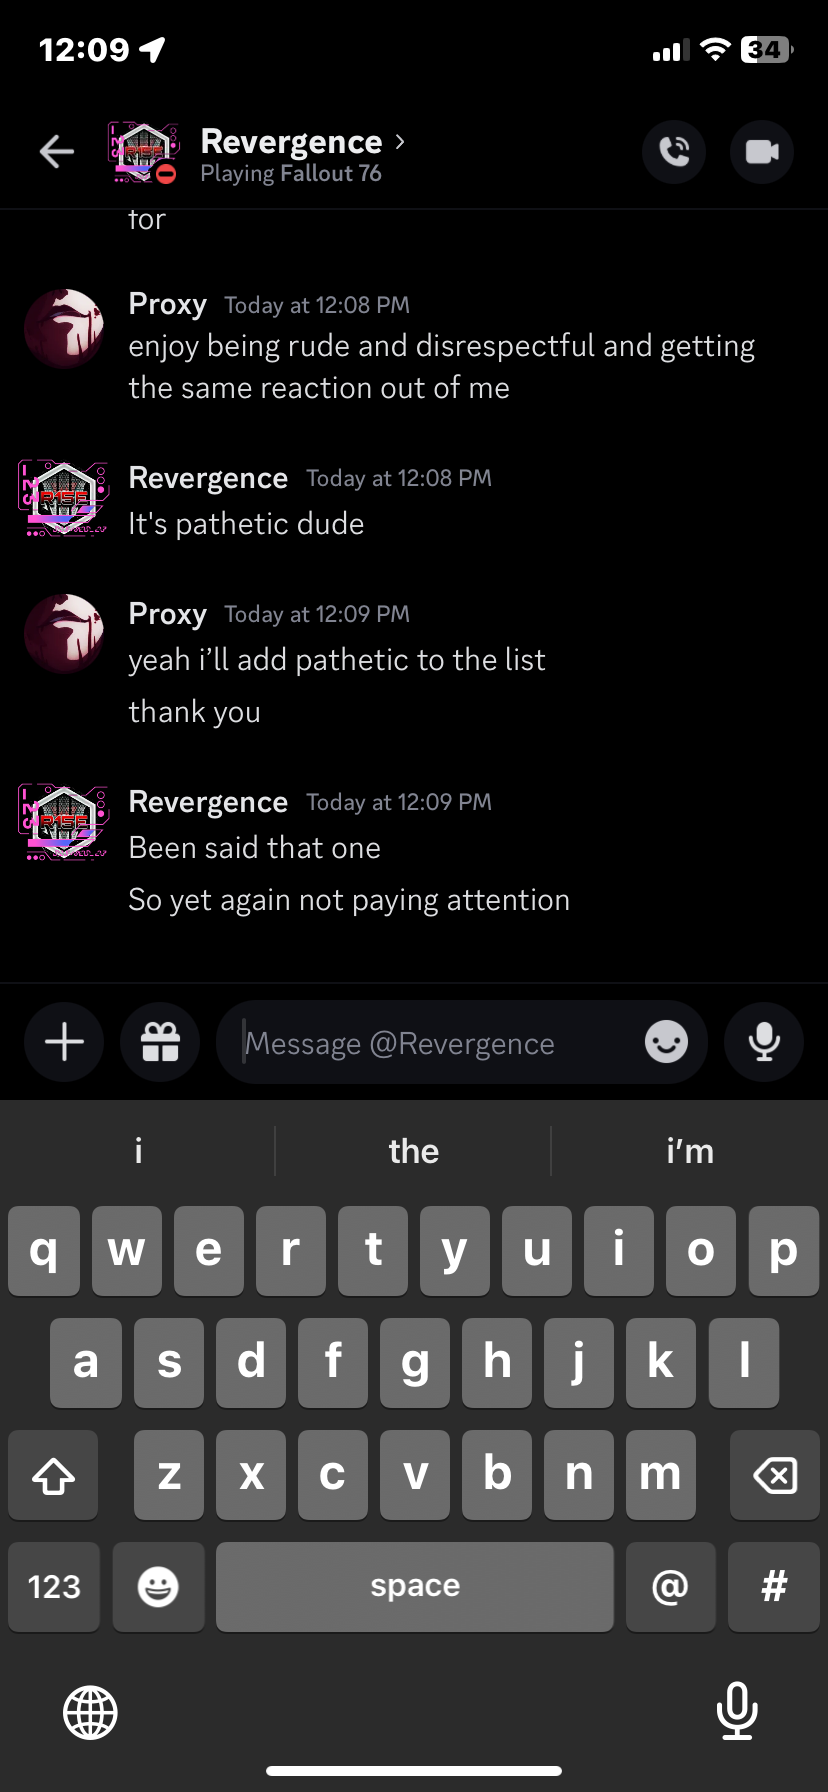 12:09
34
Revergence
Playing Fallout 76
for
Proxy Today at 12:08 PM
enjoy being rude and disrespectful and getting
the same reaction out of me
Revergence Today at 12:08 PM
It's pathetic dude
Proxy Today at 12:09 PM
yeah i’ll add pathetic to the list
thank you
Revergence Today at 12:09 PM
Been said that one
So yet again not paying attention
Message @Revergence
i the i’m
q w e r t y u i o p
a s d f g h j k l
z x c v b n m
123 space @ #